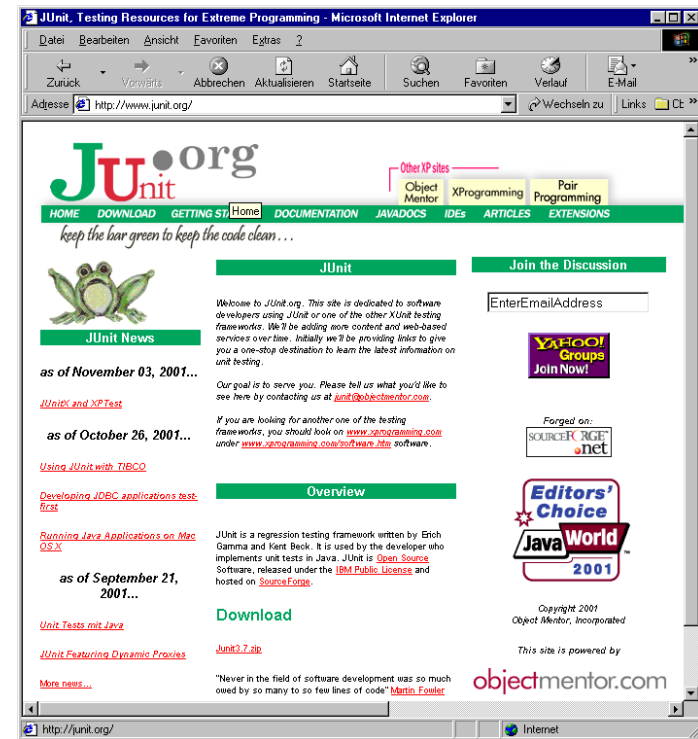 JUnit, Testing Resources for Extreme Programming - Microsoft Internet Explorer
Datei Bearbeiten Ansicht Favoriten Extras ?
Zurück Vorwärts Abbrechen Aktualisieren Startseite Suchen Favoriten Verlauf E-Mail
Adresse http://www.junit.org/ Wechseln zu Links
JUnit.org
Other XP sites
Object Mentor
XProgramming
Pair Programming
HOME DOWNLOAD GETTING Home DOCUMENTATION JAVADOCS IDEs ARTICLES EXTENSIONS
keep the bar green to keep the code clean...
JUnit News
as of November 03, 2001...
JUnitX and XPTest
as of October 26, 2001...
Using JUnit with TIBCO
Developing JDBC applications test-
first
Running Java Applications on Mac
OS X
as of September 21,
2001...
Unit Tests mit Java
JUnit Featuring Dynamic Proxies
More news...
JUnit
Welcome to JUnit.org. This site is dedicated to software
developers using JUnit or one of the other XUnit testing
frameworks. We'll be adding more content and web-based
services over time. Initially we'll be providing links to give
you a one-stop destination to learn the latest information on
unit testing.
Our goal is to serve you. Please tell us what you'd like to
see here by contacting us at junit@objectmentor.com.
If you are looking for another one of the testing
frameworks, you should look on www.xprogramming.com
under www.xprogramming.com/software.htm software.
Overview
JUnit is a regression testing framework written by Erich
Gamma and Kent Beck. It is used by the developer who
implements unit tests in Java. JUnit is Open Source
Software, released under the IBM Public License and
hosted on SourceForge.
Download
Junit3.7.zip
"Never in the field of software development was so much
owed by so many to so few lines of code" Martin Fowler
Join the Discussion
EnterEmailAddress
YAHOO!
Groups
Join Now!
Forged on:
SOURCEFORGE
.net
Editors'
Choice
JavaWorld
2001
Copyright 2001
Object Mentor, Incorporated
This site is powered by
objectmentor.com
http://junit.org/ Internet